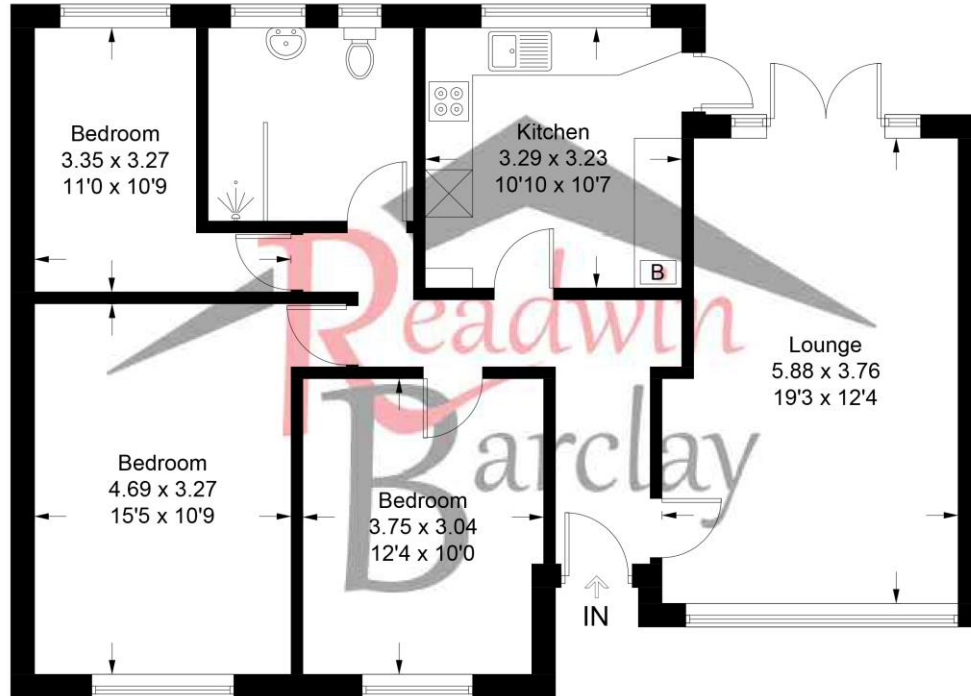 Bedroom
3.35 x 3.27
11'0 x 10'9
Kitchen
3.29 x 3.23
10'10 x 10'7
B
Readwin
Barclay
Lounge
5.88 x 3.76
19'3 x 12'4
Bedroom
4.69 x 3.27
15'5 x 10'9
Bedroom
3.75 x 3.04
12'4 x 10'0
IN